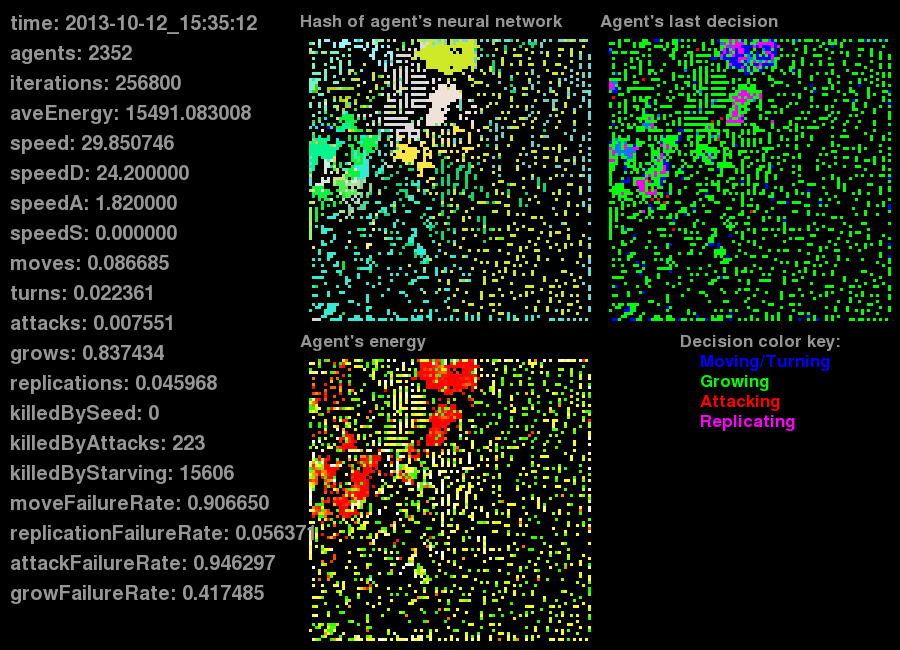 time: 2013-10-12_15:35:12
agents: 2352
iterations: 256800
aveEnergy: 15491.083008
speed: 29.850746
speedD: 24.200000
speedA: 1.820000
speedS: 0.000000
moves: 0.086685
turns: 0.022361
attacks: 0.007551
grows: 0.837434
replications: 0.045968
killedBySeed: 0
killedByAttacks: 223
killedByStarving: 15606
moveFailureRate: 0.906650
replicationFailureRate: 0.056371
attackFailureRate: 0.946297
growFailureRate: 0.417485
Hash of agent's neural network
Agent's last decision
Agent's energy
Decision color key:
Moving/Turning
Growing
Attacking
Replicating